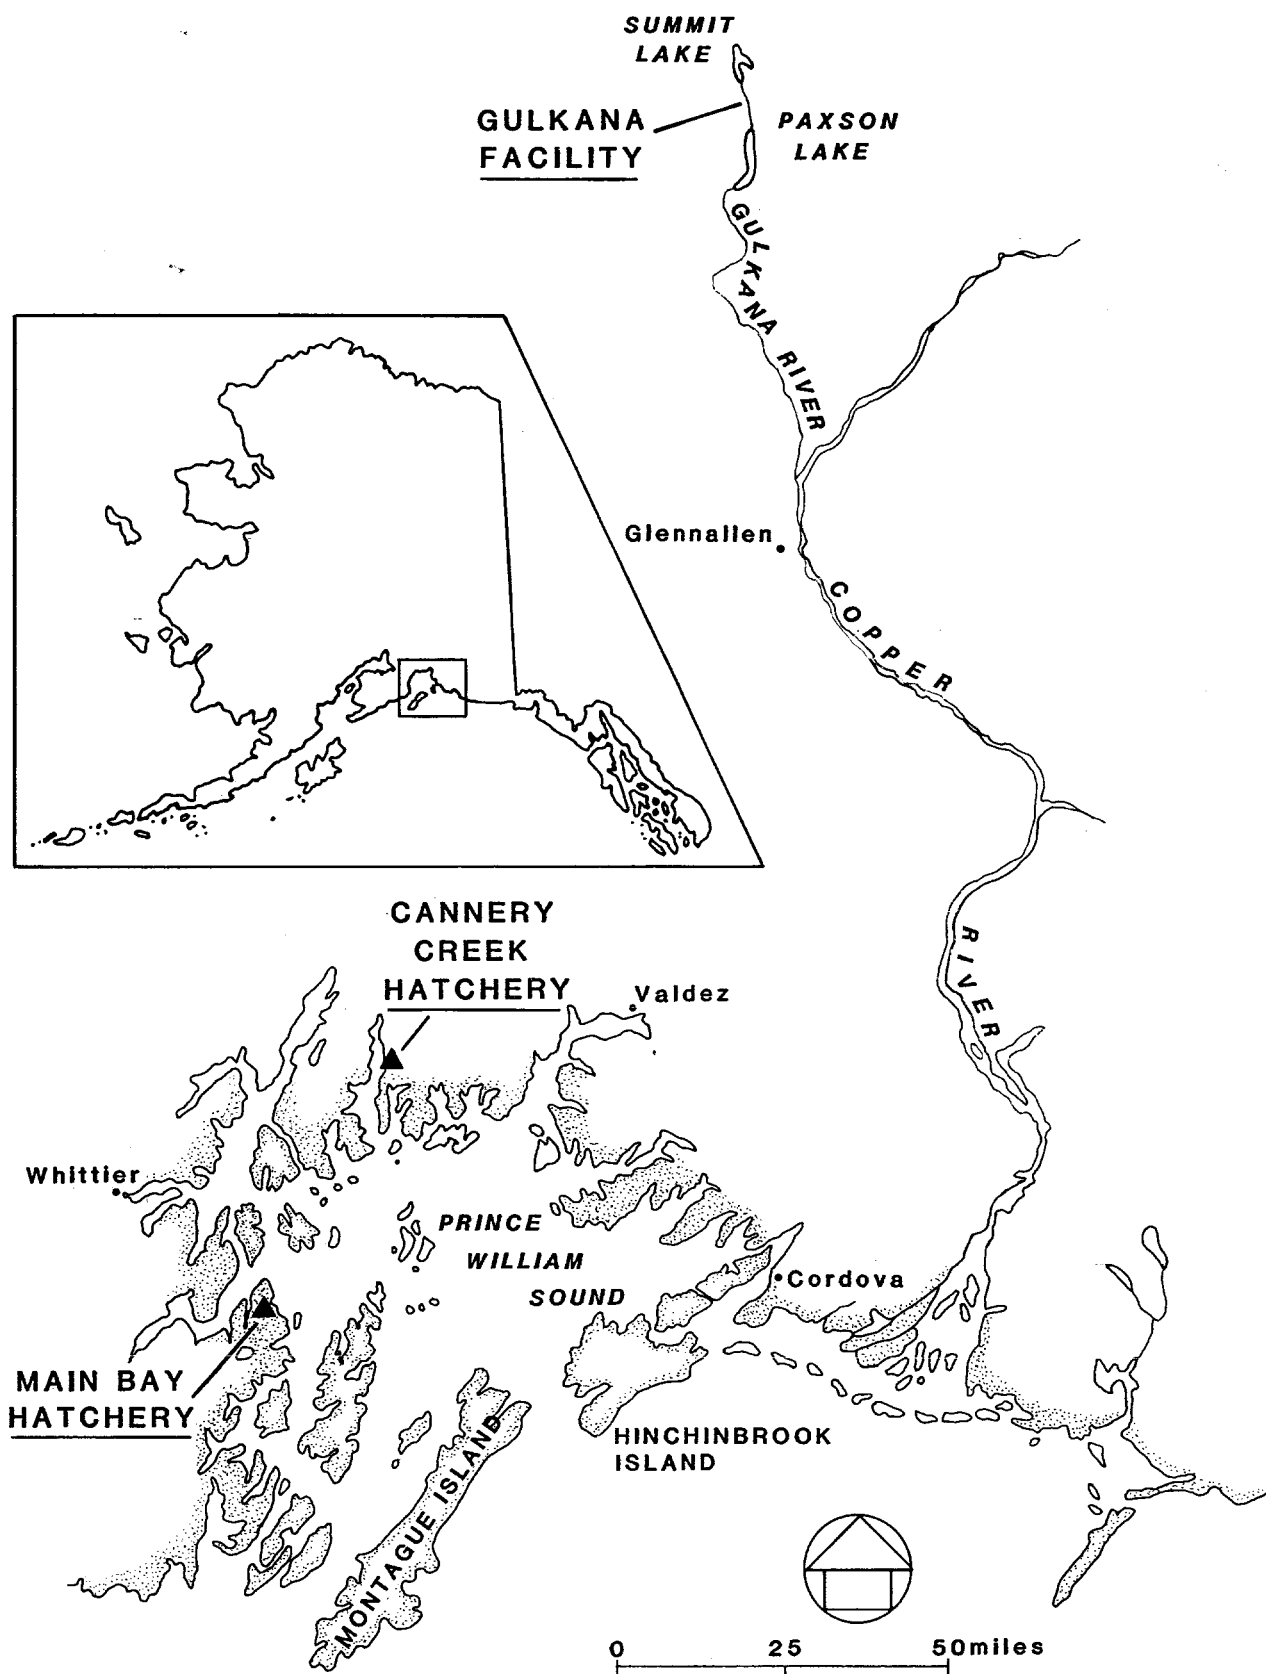 SUMMIT
LAKE
GULKANA
FACILITY
PAXSON
LAKE
GULKANA RIVER
Glennallen
COPPER
RIVER
CANNERY
CREEK
HATCHERY
Valdez
Whittier
PRINCE
WILLIAM
SOUND
Cordova
MAIN BAY
HATCHERY
HINCHINBROOK
ISLAND
MONTAGUE ISLAND
0 25 50miles